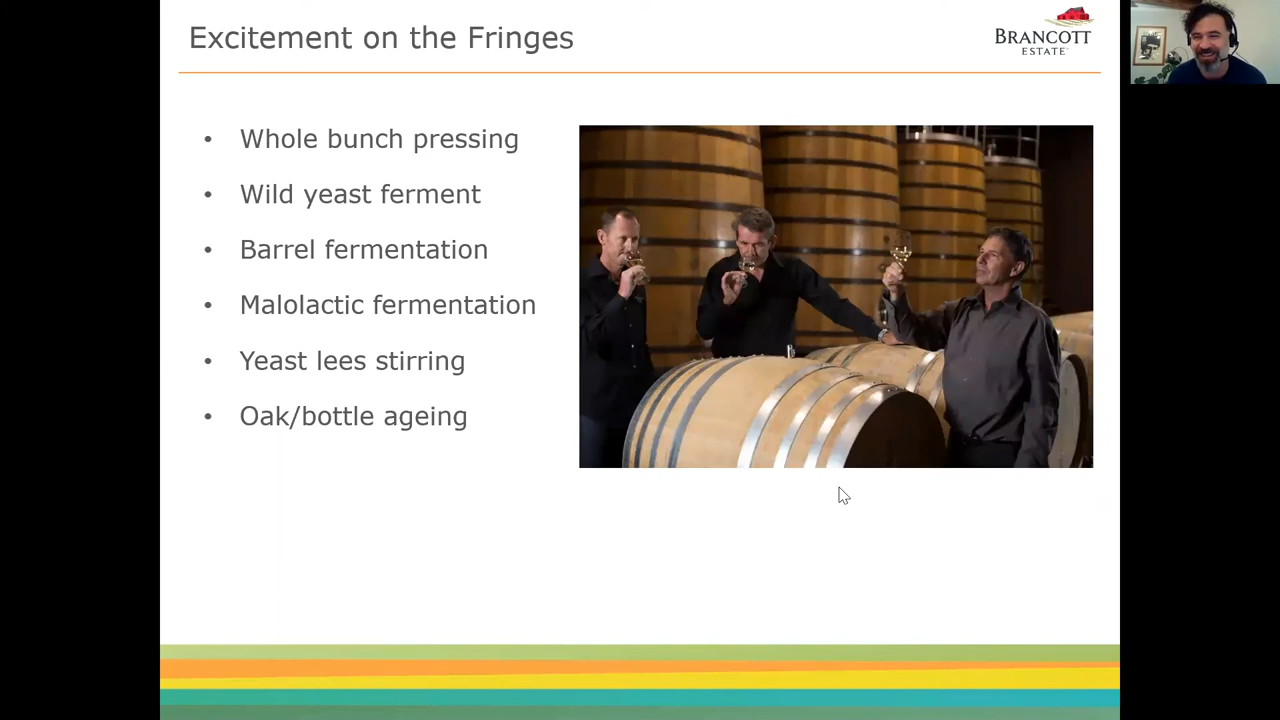 Excitement on the Fringes
BRANCOTT
ESTATE
• Whole bunch pressing
• Wild yeast ferment
• Barrel fermentation
• Malolactic fermentation
• Yeast lees stirring
• Oak/bottle ageing